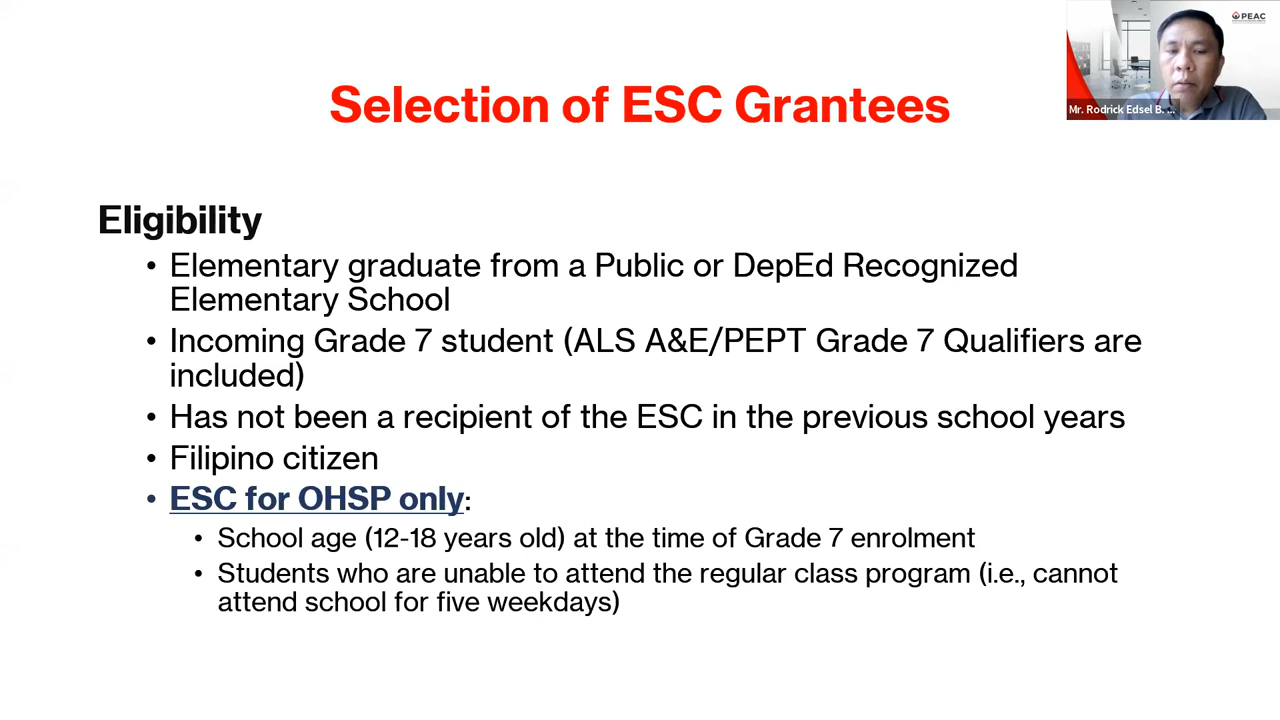 PEAC
Mr. Rodrick Edsel B. ...
Selection of ESC Grantees
Eligibility
• Elementary graduate from a Public or DepEd Recognized
Elementary School
• Incoming Grade 7 student (ALS A&E/PEPT Grade 7 Qualifiers are
included)
• Has not been a recipient of the ESC in the previous school years
• Filipino citizen
• ESC for OHSP only:
• School age (12-18 years old) at the time of Grade 7 enrolment
• Students who are unable to attend the regular class program (i.e., cannot
attend school for five weekdays)